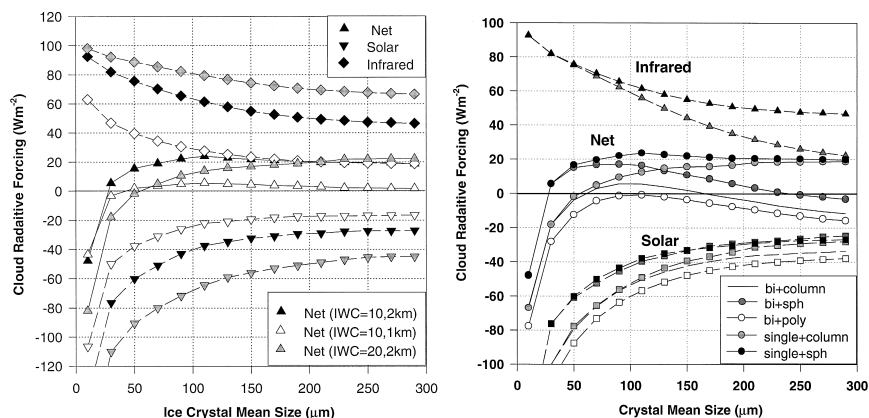 Cloud Radaitive Forcing (Wm-2)
120
100
80
60
40
20
0
-20
-40
-60
-80
-100
-120
Net
Solar
Infrared
Net (IWC=10,2km)
Net (IWC=10,1km)
Net (IWC=20,2km)
0 50 100 150 200 250 300
Ice Crystal Mean Size (μm)
Cloud Radiative Forcing (Wm-2)
100
80
60
40
20
0
-20
-40
-60
-80
-100
Infrared
Net
Solar
bi+column
bi+sph
bi+poly
single+column
single+sph
0 50 100 150 200 250 300
Crystal Mean Size (μm)